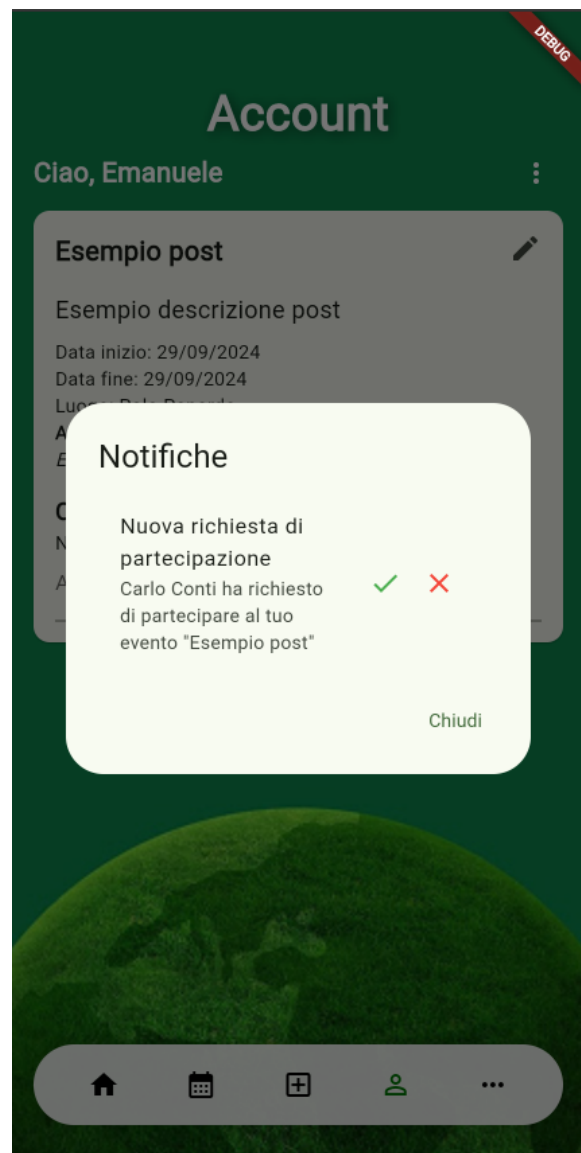 DEBUG
Account
Ciao, Emanuele
Esempio post
Esempio descrizione post
Data inizio: 29/09/2024
Data fine: 29/09/2024
Notifiche
Nuova richiesta di
partecipazione
Carlo Conti ha richiesto
di partecipare al tuo
evento "Esempio post"
Chiudi